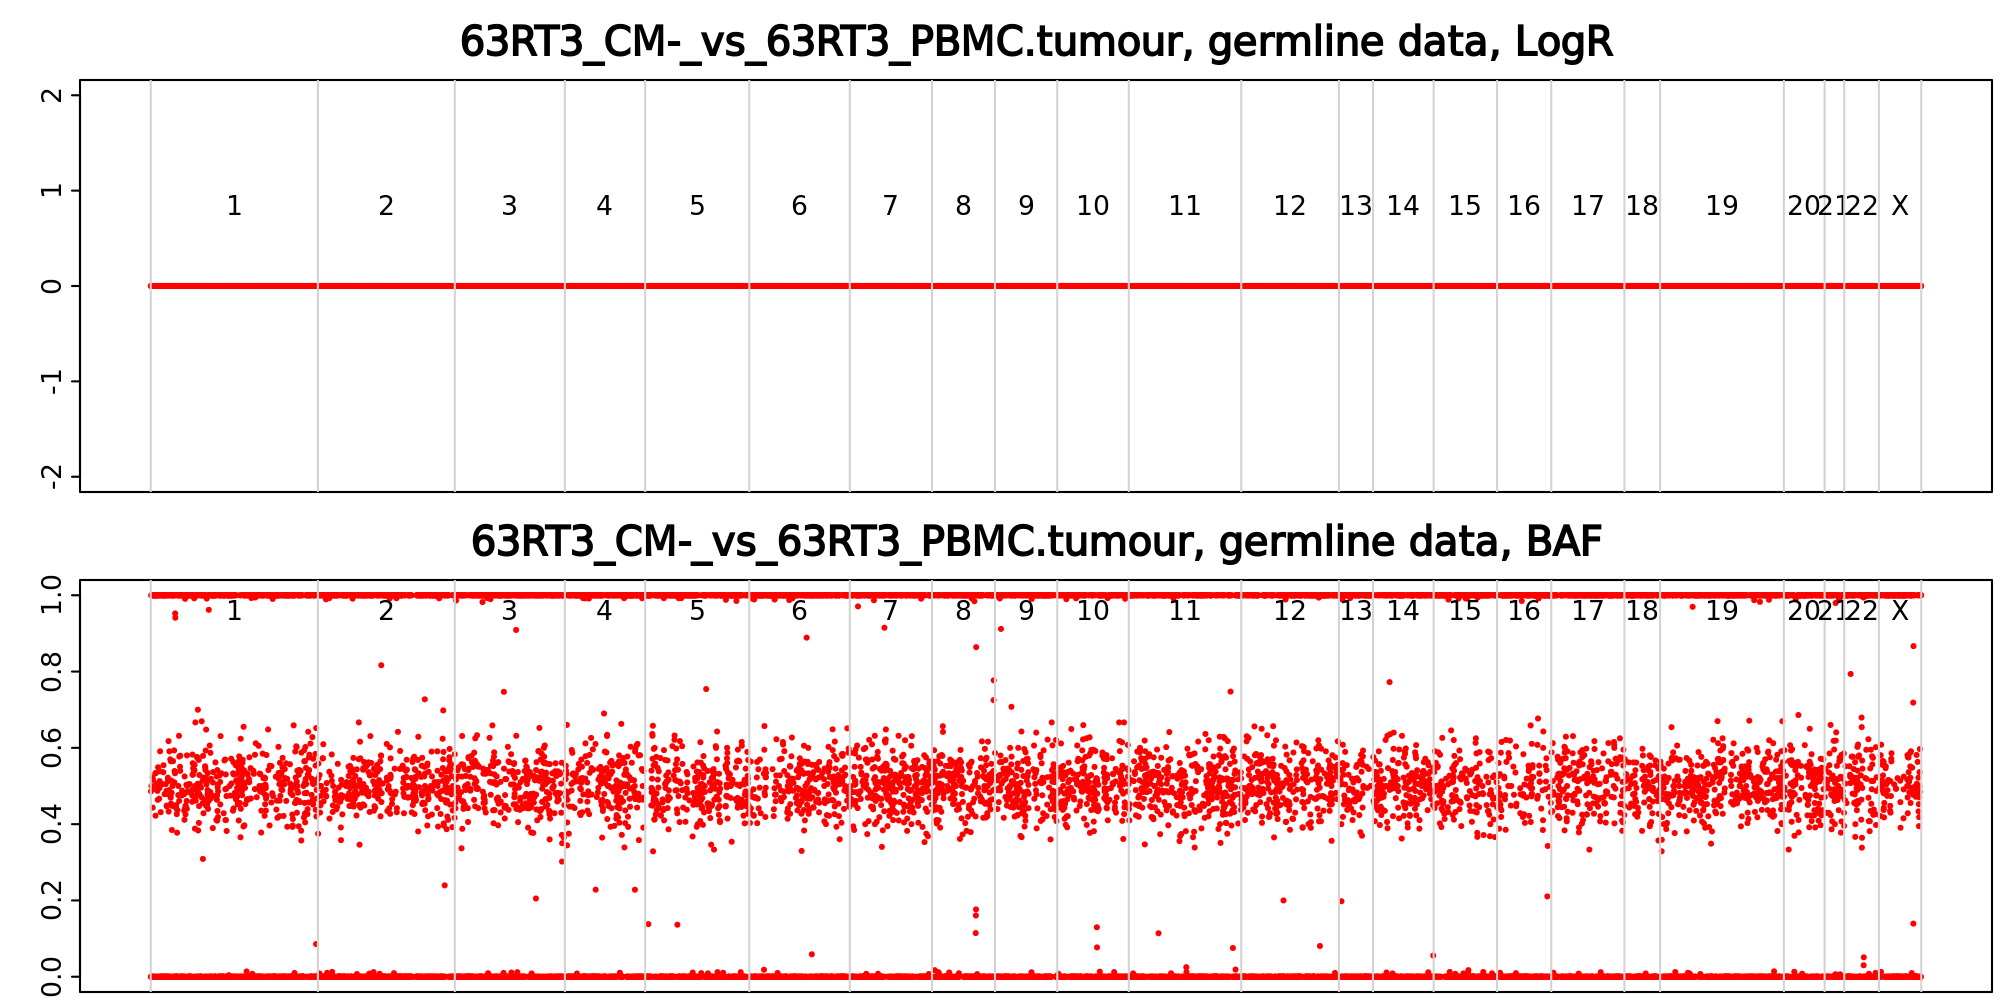 63RT3_CM-_vs_63RT3_PBMC.tumour, germline data, LogR
2
1
0
-1
-2
1 2 3 4 5 6 7 8 9 10 11 12 13 14 15 16 17 18 19 20 21 22 X
63RT3_CM-_vs_63RT3_PBMC.tumour, germline data, BAF
1.0
0.8
0.6
0.4
0.2
0.0
1 2 3 4 5 6 7 8 9 10 11 12 13 14 15 16 17 18 19 20 21 22 X